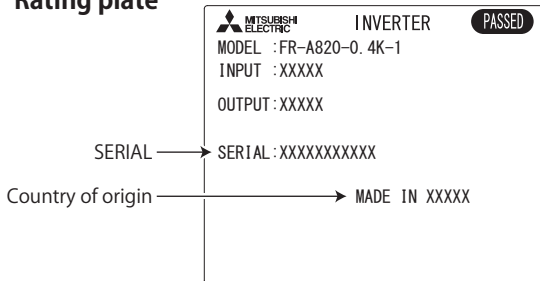 Rating plate
MITSUBISHI
ELECTRIC
INVERTER
PASSED
MODEL :FR-A820-0.4K-1
INPUT :XXXXX
OUTPUT:XXXXX
SERIAL
SERIAL:XXXXXXXXXXX
Country of origin
MADE IN XXXXX